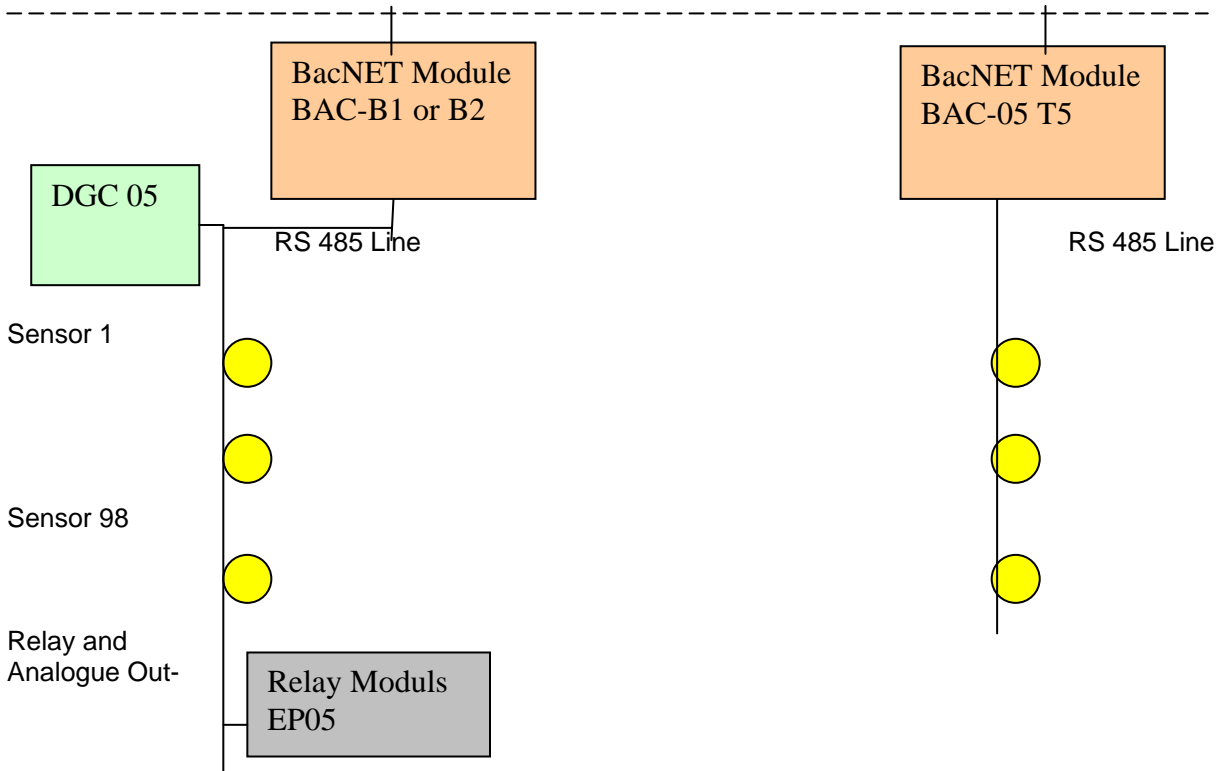 BacNET Module
BAC-B1 or B2
BacNET Module
BAC-05 T5
DGC 05
RS 485 Line
RS 485 Line
Sensor 1
Sensor 98
Relay and
Analogue Out-
Relay Moduls
EP05